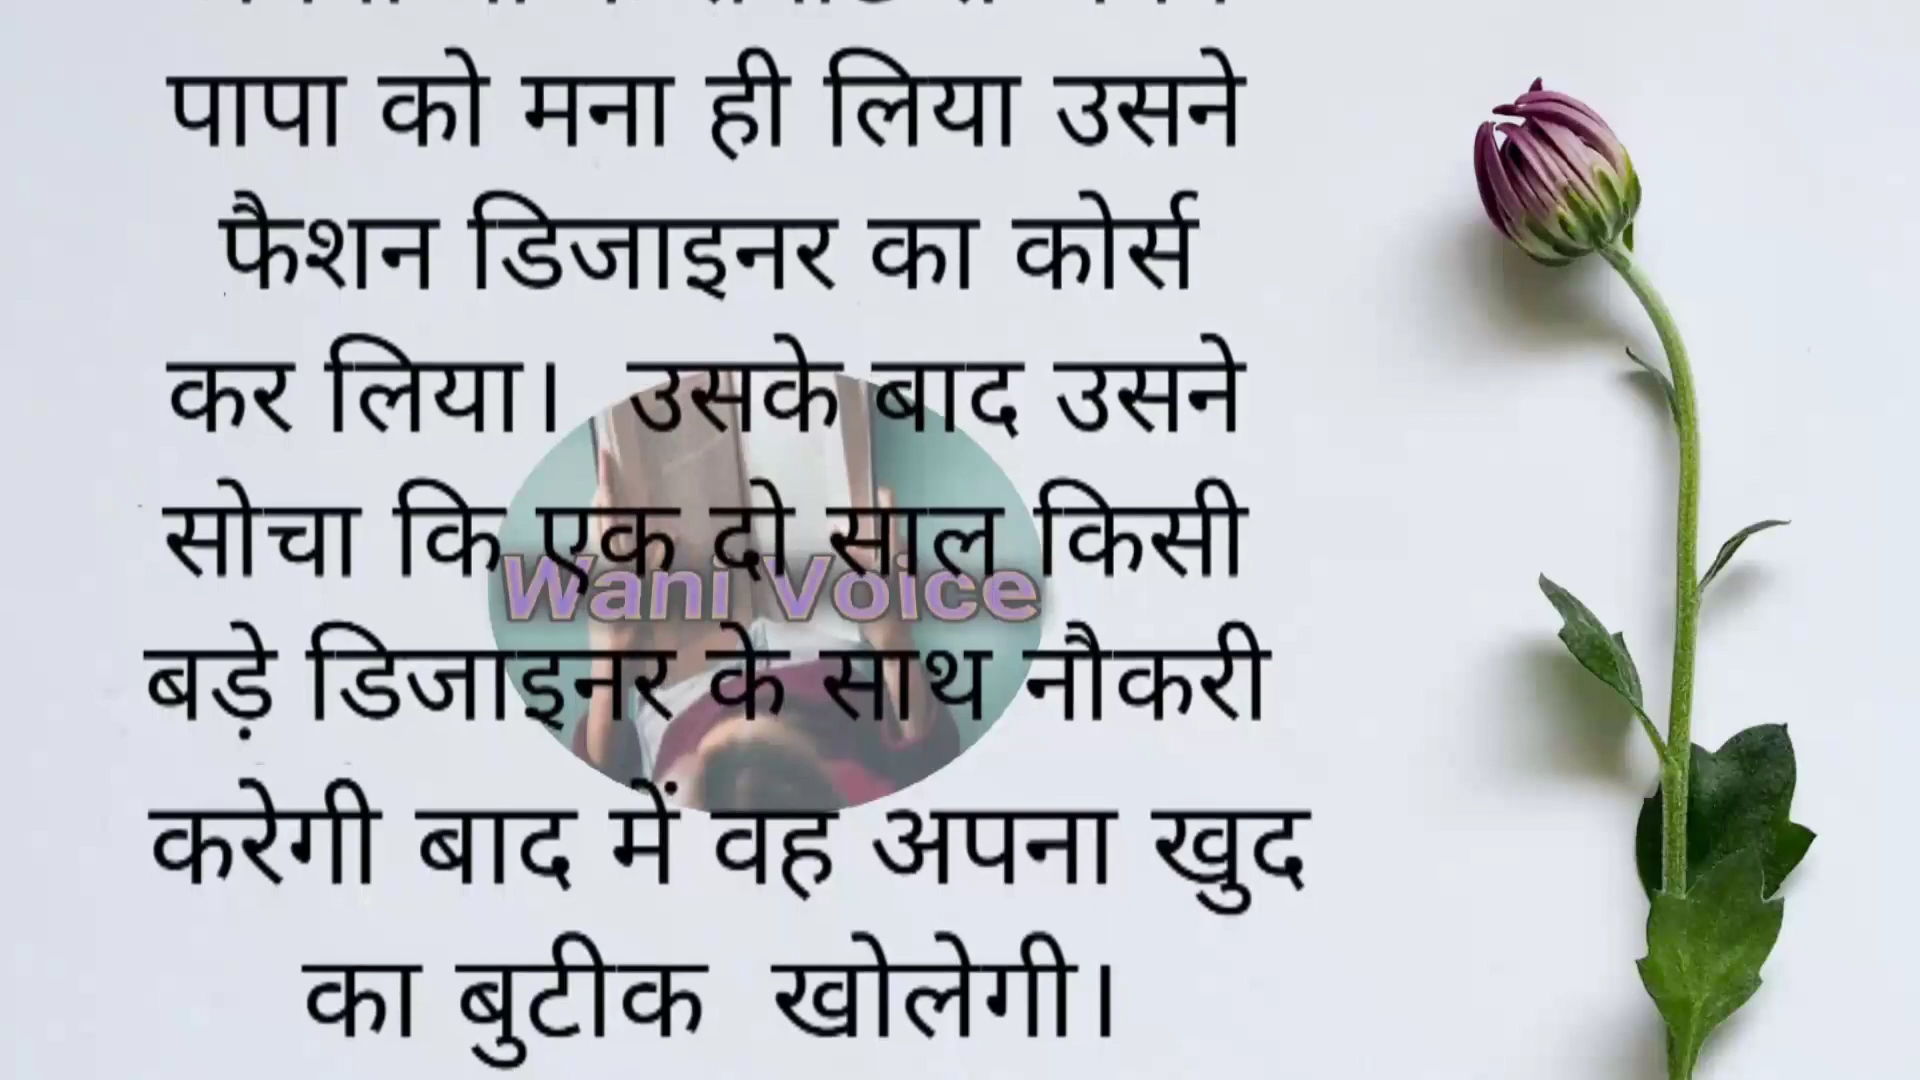 पापा को मना ही लिया उसने
फैशन डिजाइनर का कोर्स
कर लिया।  उसके बाद उसने
सोचा कि एक दो साल किसी
Wani Voice
बड़े डिजाइनर के साथ नौकरी
करेगी बाद में वह अपना खुद
का बुटीक  खोलेगी।